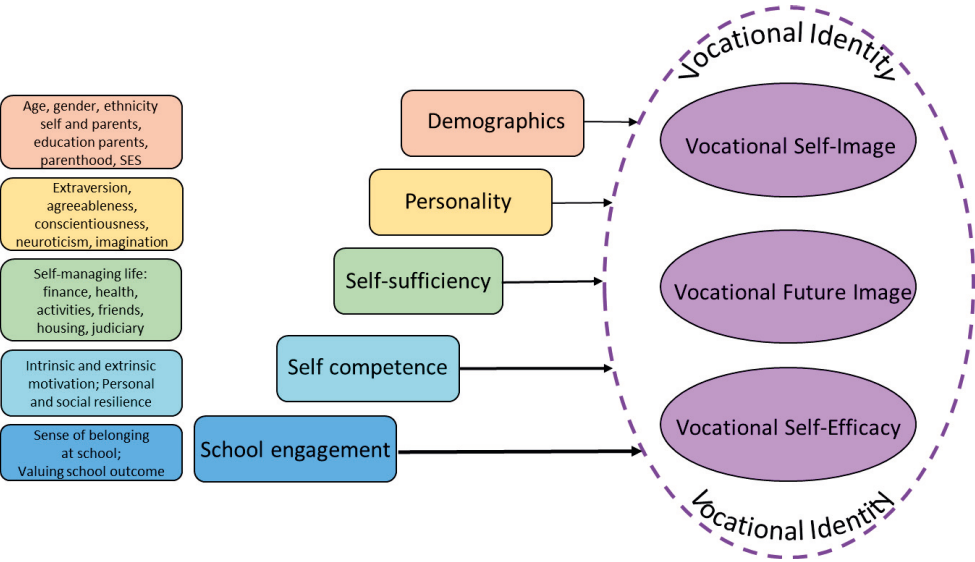 Vocational Identity
Age, gender, ethnicity
self and parents,
education parents,
parenthood, SES
Demographics
Vocational Self-Image
Extraversion,
agreeableness,
conscientiousness,
neuroticism, imagination
Personality
Self-managing life:
finance, health,
activities, friends,
housing, judiciary
Self-sufficiency
Vocational Future Image
Intrinsic and extrinsic
motivation; Personal
and social resilience
Self competence
Sense of belonging
at school;
Valuing school outcome
School engagement
Vocational Self-Efficacy
Vocational Identity